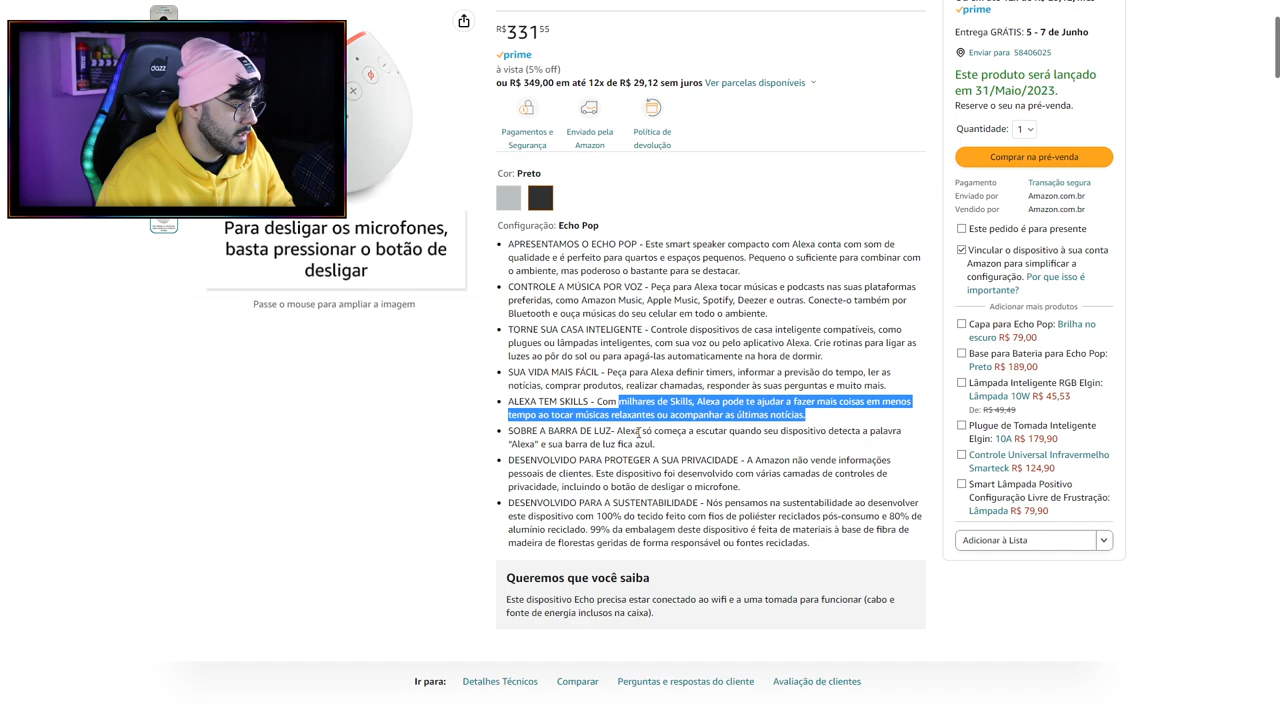 dazz
Para desligar os microfones,
basta pressionar o botão de
desligar
Passe o mouse para ampliar a imagem
R$33155
prime
à vista (5% off)
ou R$ 349,00 em até 12x de R$ 29,12 sem juros Ver parcelas disponíveis
Pagamentos e
Segurança
Enviado pela
Amazon
Política de
devolução
Cor: Preto
Configuração: Echo Pop
• APRESENTAMOS O ECHO POP - Este smart speaker compacto com Alexa conta com som de
qualidade e é perfeito para quartos e espaços pequenos. Pequeno o suficiente para combinar com
o ambiente, mas poderoso o bastante para se destacar.
• CONTROLE A MÚSICA POR VOZ - Peça para Alexa tocar músicas e podcasts nas suas plataformas
preferidas, como Amazon Music, Apple Music, Spotify, Deezer e outras. Conecte-o também por
Bluetooth e ouça músicas do seu celular em todo o ambiente.
• TORNE SUA CASA INTELIGENTE - Controle dispositivos de casa inteligente compatíveis, como
plugues ou lâmpadas inteligentes, com sua voz ou pelo aplicativo Alexa. Crie rotinas para ligar as
luzes ao pôr do sol ou para apagá-las automaticamente na hora de dormir.
• SUA VIDA MAIS FÁCIL - Peça para Alexa definir timers, informar a previsão do tempo, ler as
notícias, comprar produtos, realizar chamadas, responder às suas perguntas e muito mais.
• ALEXA TEM SKILLS - Com milhares de Skills, Alexa pode te ajudar a fazer mais coisas em menos
tempo ao tocar músicas relaxantes ou acompanhar as últimas notícias.
• SOBRE A BARRA DE LUZ- Alexa só começa a escutar quando seu dispositivo detecta a palavra
"Alexa" e sua barra de luz fica azul.
• DESENVOLVIDO PARA PROTEGER A SUA PRIVACIDADE - A Amazon não vende informações
pessoais de clientes. Este dispositivo foi desenvolvido com várias camadas de controles de
privacidade, incluindo o botão de desligar o microfone.
• DESENVOLVIDO PARA A SUSTENTABILIDADE - Nós pensamos na sustentabilidade ao desenvolver
este dispositivo com 100% do tecido feito com fios de poliéster reciclados pós-consumo e 80% de
alumínio reciclado. 99% da embalagem deste dispositivo é feita de materiais à base de fibra de
madeira de florestas geridas de forma responsável ou fontes recicladas.
Queremos que você saiba
Este dispositivo Echo precisa estar conectado ao wifi e a uma tomada para funcionar (cabo e
fonte de energia inclusos na caixa).
Ir para: Detalhes Técnicos Comparar Perguntas e respostas do cliente Avaliação de clientes
prime
Entrega GRÁTIS: 5 - 7 de Junho
Enviar para 58406025
Este produto será lançado
em 31/Maio/2023.
Reserve o seu na pré-venda.
Quantidade: 1
Comprar na pré-venda
Pagamento Transação segura
Enviado por Amazon.com.br
Vendido por Amazon.com.br
Este pedido é para presente
Vincular o dispositivo à sua conta
Amazon para simplificar a
configuração. Por que isso é
importante?
Adicionar mais produtos
Capa para Echo Pop: Brilha no
escuro R$ 79,00
Base para Bateria para Echo Pop:
Preto R$ 189,00
Lâmpada Inteligente RGB Elgin:
Lâmpada 10W R$ 45,53
De: R$ 49,49
Plugue de Tomada Inteligente
Elgin: 10A R$ 179,90
Controle Universal Infravermelho
Smarteck R$ 124,90
Smart Lâmpada Positivo
Configuração Livre de Frustração:
Lâmpada R$ 79,90
Adicionar à Lista